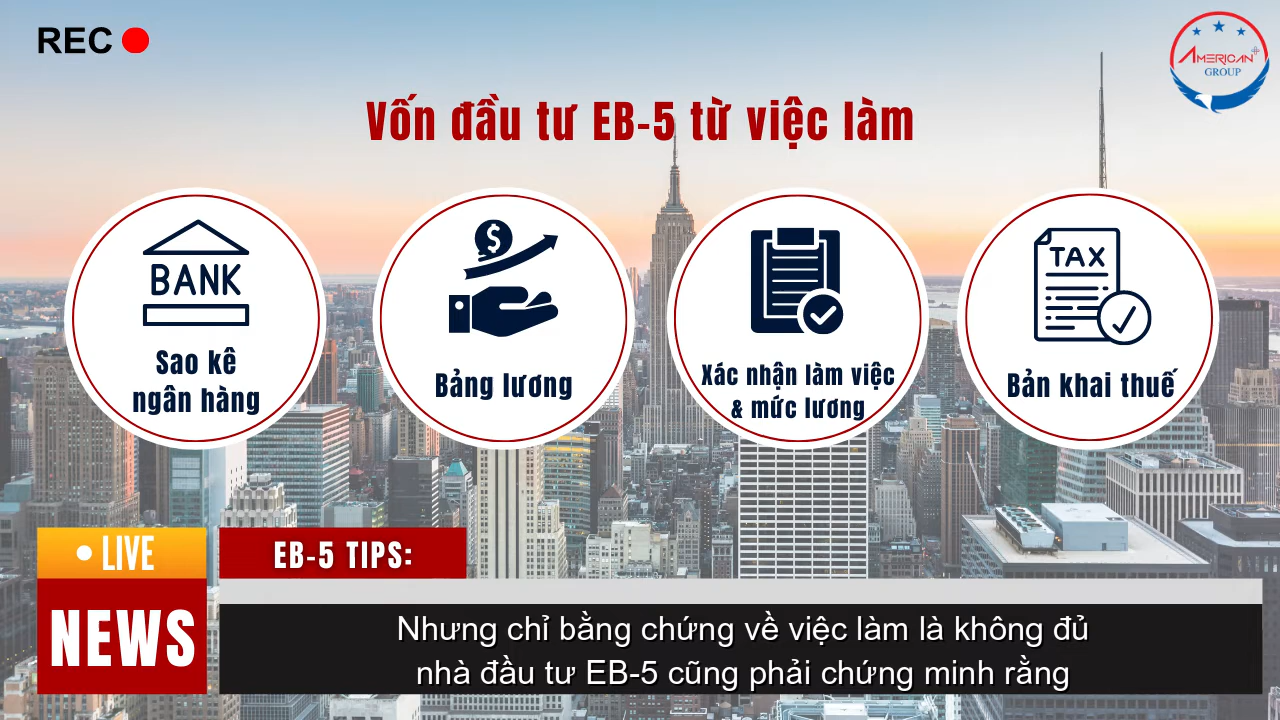 REC
AMERICAN
GROUP
Vốn đầu tư EB-5 từ việc làm
BANK
Sao kê
ngân hàng
$
Bảng lương
Xác nhận làm việc
& mức lương
TAX
Bản khai thuế
LIVE
NEWS
EB-5 TIPS:
Nhưng chỉ bằng chứng về việc làm là không đủ
nhà đầu tư EB-5 cũng phải chứng minh rằng